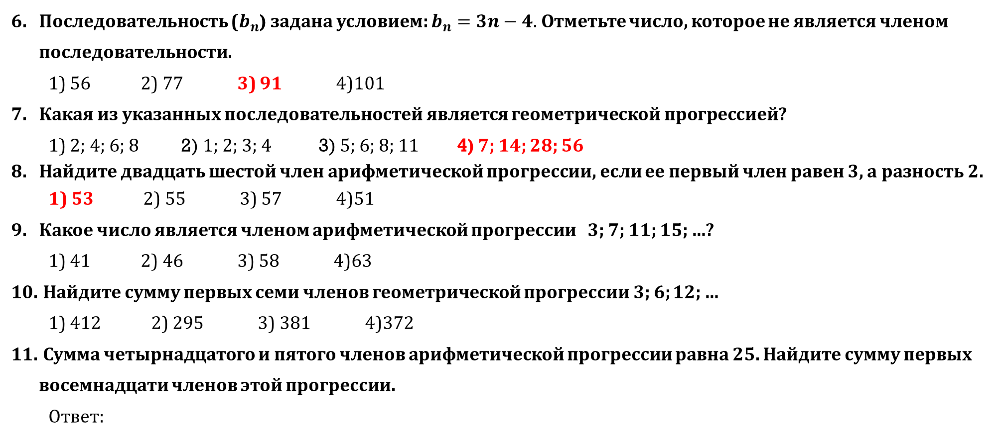 6. Последовательность (bₙ) задана условием: bₙ = 3n − 4. Отметьте число, которое не является членом
последовательности.
1) 56 2) 77 3) 91 4)101
7. Какая из указанных последовательностей является геометрической прогрессией?
1) 2; 4; 6; 8 2) 1; 2; 3; 4 3) 5; 6; 8; 11 4) 7; 14; 28; 56
8. Найдите двадцать шестой член арифметической прогрессии, если ее первый член равен 3, а разность 2.
1) 53 2) 55 3) 57 4)51
9. Какое число является членом арифметической прогрессии 3; 7; 11; 15; ...?
1) 41 2) 46 3) 58 4)63
10. Найдите сумму первых семи членов геометрической прогрессии 3; 6; 12; ...
1) 412 2) 295 3) 381 4)372
11. Сумма четырнадцатого и пятого членов арифметической прогрессии равна 25. Найдите сумму первых
восемнадцати членов этой прогрессии.
Ответ: